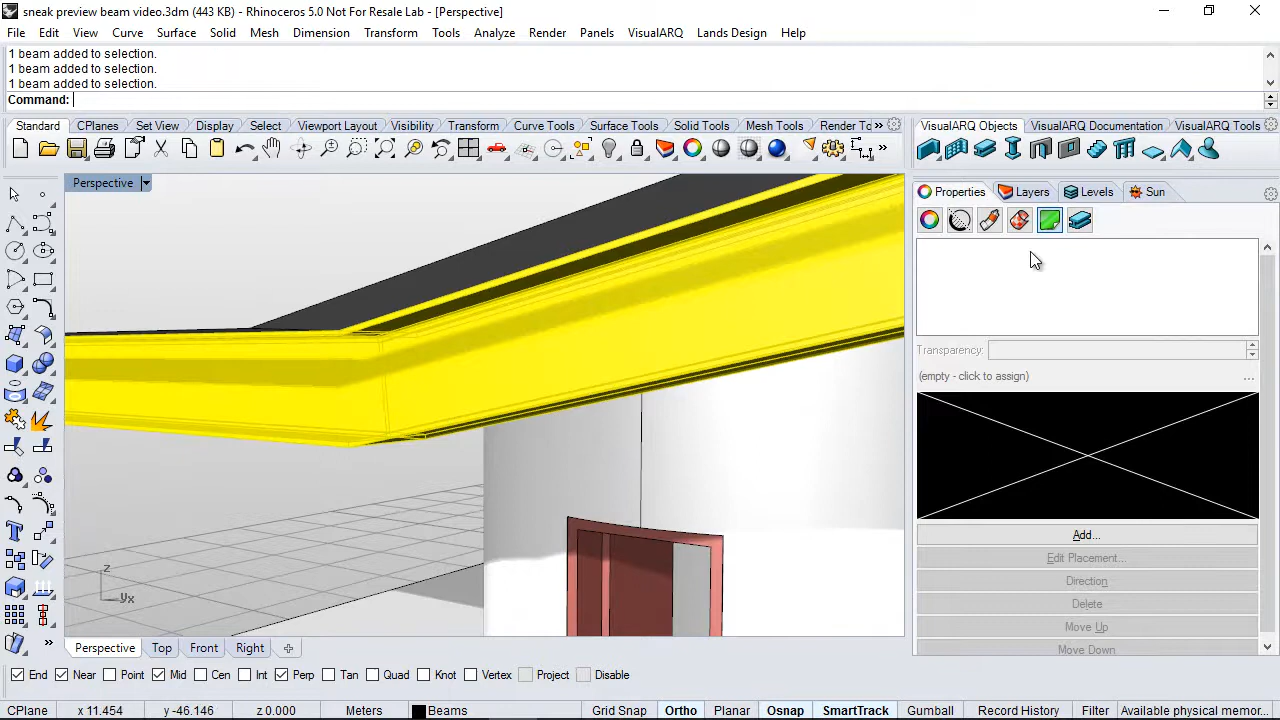 sneak preview beam video.3dm (443 KB) - Rhinoceros 5.0 Not For Resale Lab - [Perspective]
File Edit View Curve Surface Solid Mesh Dimension Transform Tools Analyze Render Panels VisualARQ Lands Design Help
1 beam added to selection.
1 beam added to selection.
1 beam added to selection.
Command:
Standard CPlanes Set View Display Select Viewport Layout Visibility Transform Curve Tools Surface Tools Solid Tools Mesh Tools Render To »
VisualARQ Objects VisualARQ Documentation VisualARQ Tools
Perspective
Properties Layers Levels Sun
Transparency:
(empty - click to assign) ...
Add...
Edit Placement...
Direction
Delete
Move Up
Move Down
z
yx
Perspective Top Front Right
End Near Point Mid Cen Int Perp Tan Quad Knot Vertex Project Disable
CPlane x 11.454 y -46.146 z 0.000 Meters Beams Grid Snap Ortho Planar Osnap SmartTrack Gumball Record History Filter Available physical memor...